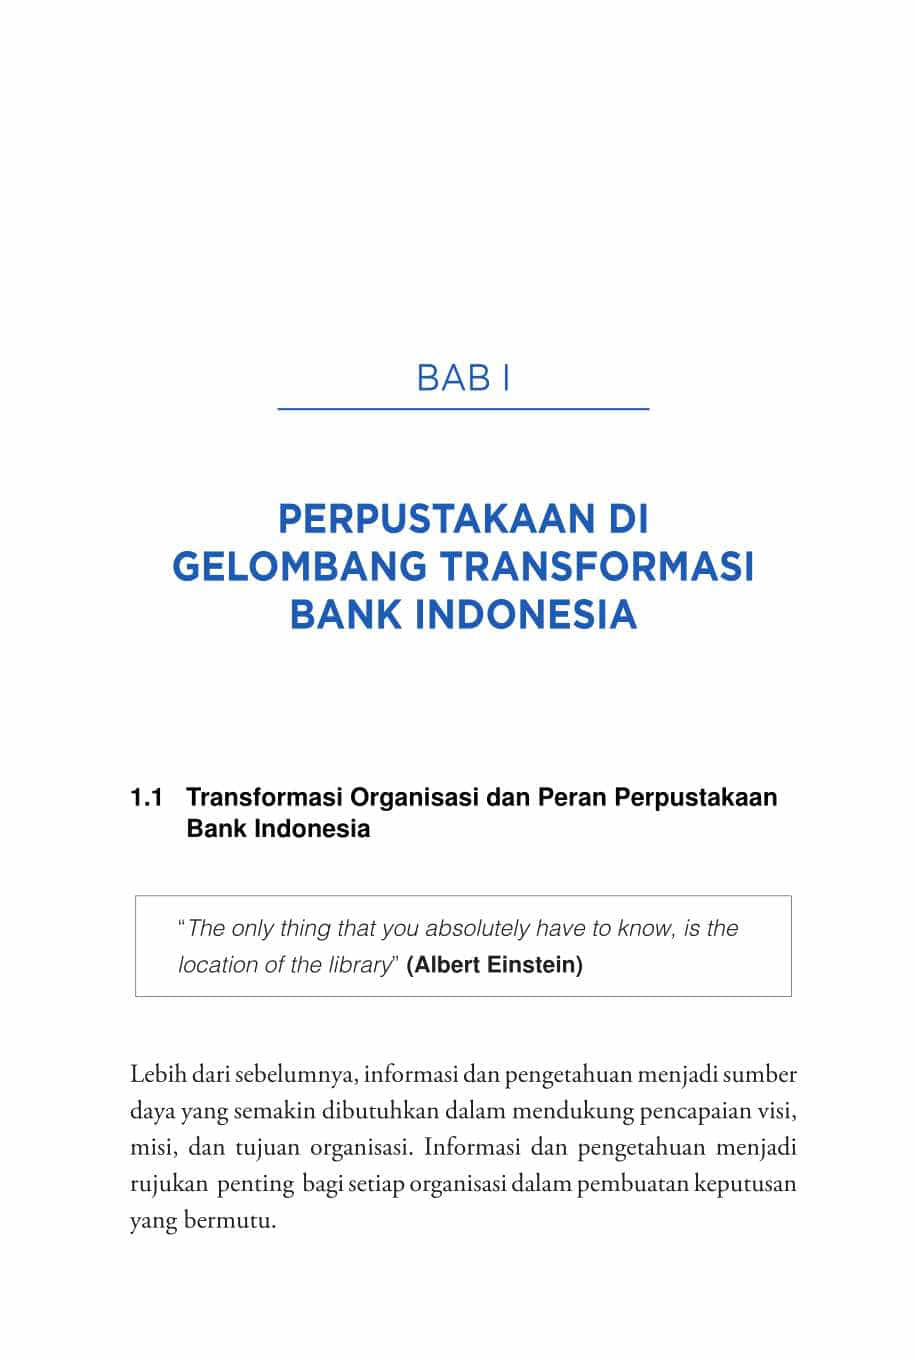 BAB I
PERPUSTAKAAN DI
GELOMBANG TRANSFORMASI
BANK INDONESIA
1.1 Transformasi Organisasi dan Peran Perpustakaan
Bank Indonesia
“The only thing that you absolutely have to know, is the
location of the library” (Albert Einstein)
Lebih dari sebelumnya, informasi dan pengetahuan menjadi sumber
daya yang semakin dibutuhkan dalam mendukung pencapaian visi,
misi, dan tujuan organisasi. Informasi dan pengetahuan menjadi
rujukan penting bagi setiap organisasi dalam pembuatan keputusan
yang bermutu.